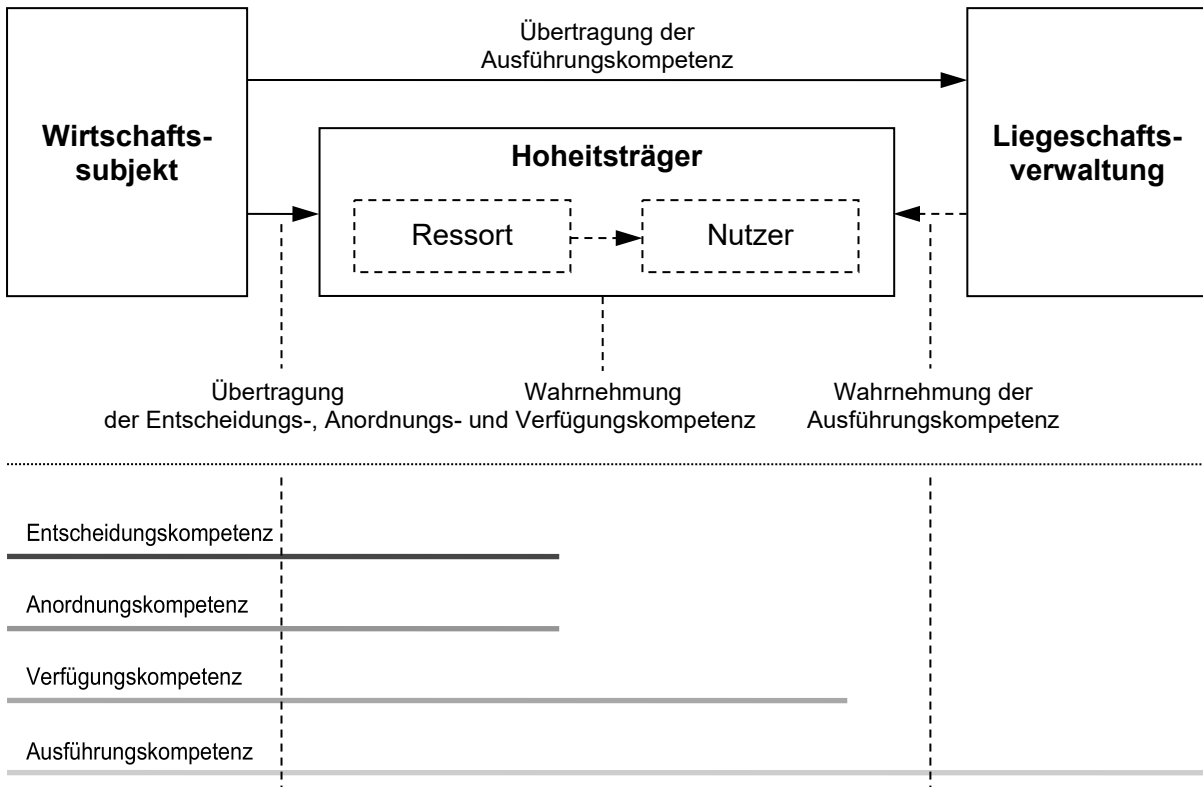 Übertragung der
Ausführungskompetenz
Wirtschafts-
subjekt
Hoheitsträger
Liegeschafts-
verwaltung
Ressort
Nutzer
Übertragung
der Entscheidungs-, Anordnungs- und Verfügungskompetenz
Wahrnehmung
Wahrnehmung der
Ausführungskompetenz
Entscheidungskompetenz
Anordnungskompetenz
Verfügungskompetenz
Ausführungskompetenz